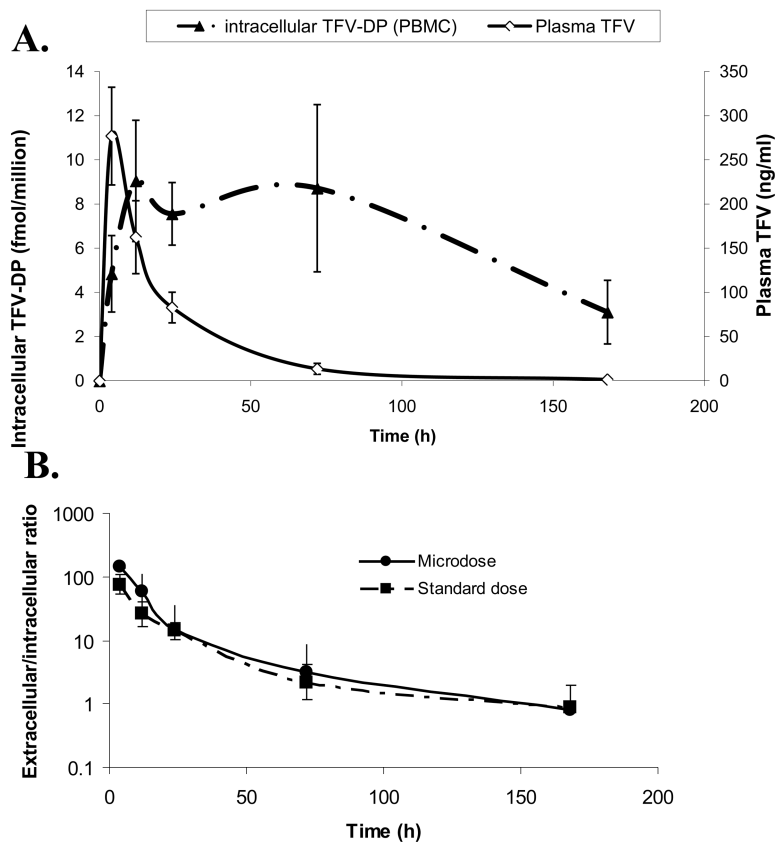 A.
intracellular TFV-DP (PBMC) Plasma TFV
Intracellular TFV-DP (fmol/million)
14
12
10
8
6
4
2
0
350
300
250
200
150
100
50
0
Plasma TFV (ng/ml)
0 50 100 150 200
Time (h)
B.
Extracellular/intracellular ratio
1000
100
10
1
0.1
Microdose
Standard dose
0 50 100 150 200
Time (h)